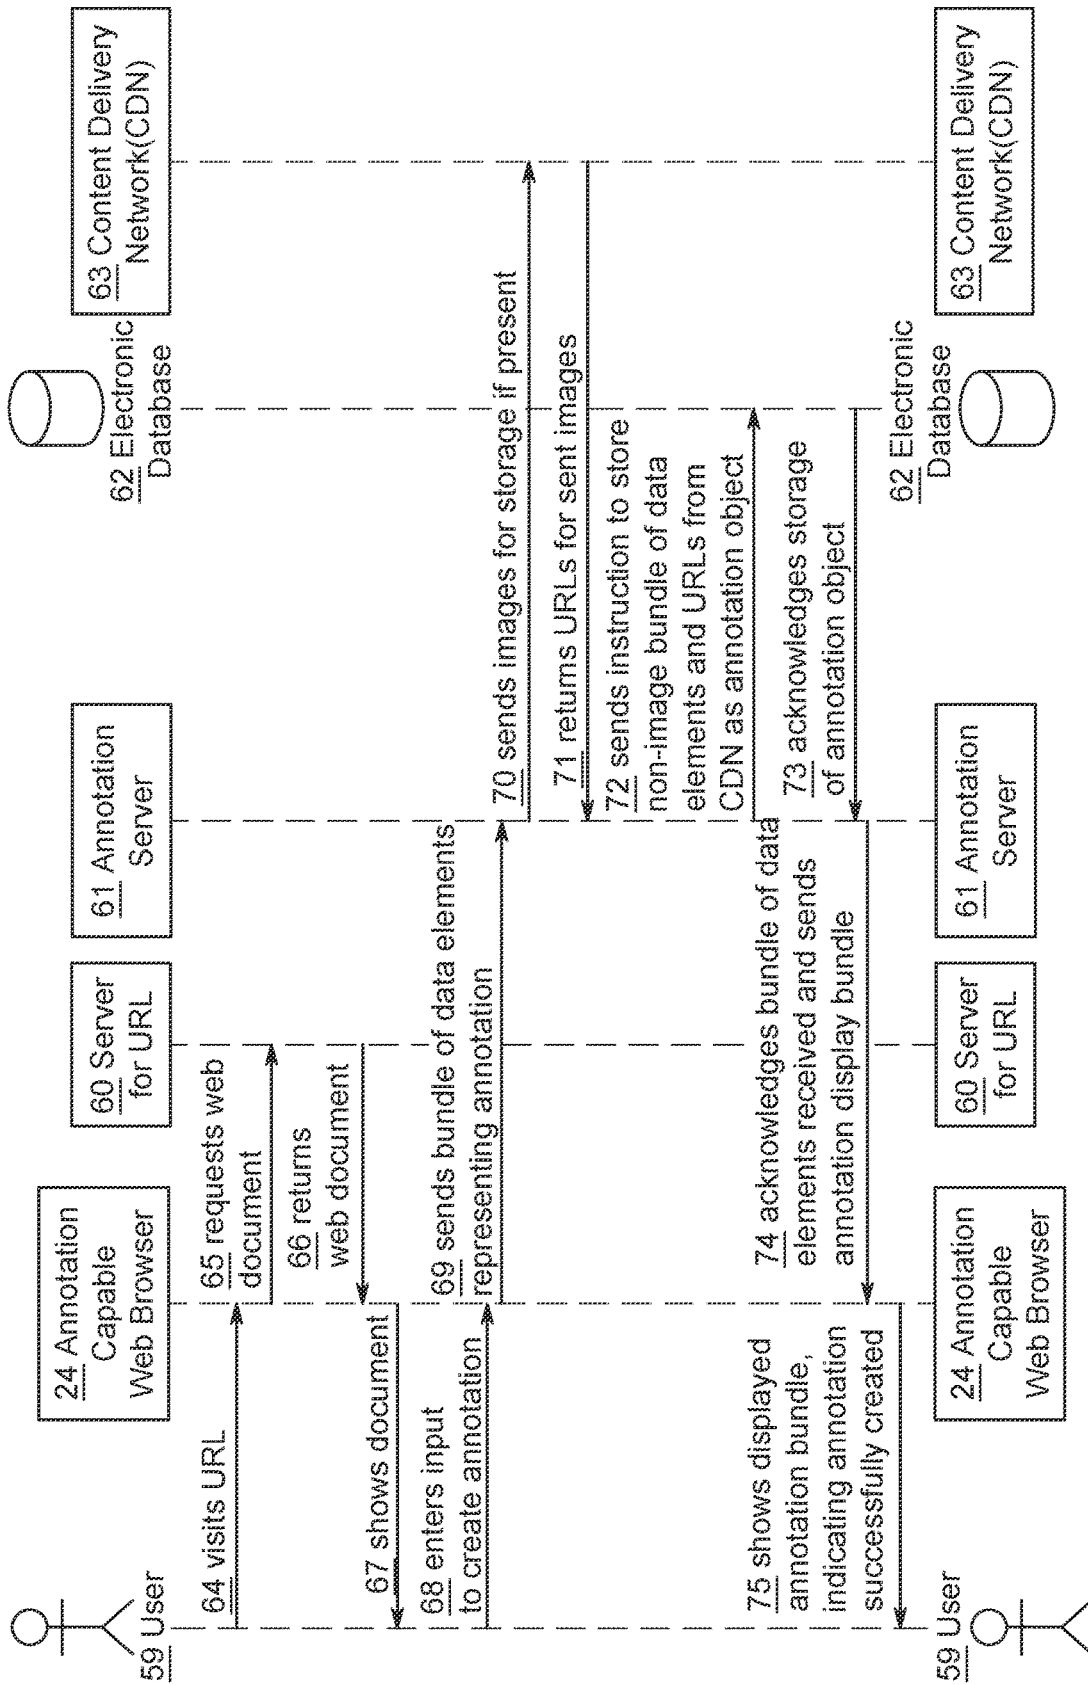 59 User
24 Annotation
Capable
Web Browser
60 Server
for URL
61 Annotation
Server
62 Electronic
Database
63 Content Delivery
Network(CDN)
64 visits URL
65 requests web
document
66 returns
web document
67 shows document
68 enters input
to create annotation
69 sends bundle of data elements
representing annotation
70 sends images for storage if present
71 returns URLs for sent images
72 sends instruction to store
non-image bundle of data
elements and URLs from
CDN as annotation object
73 acknowledges storage
of annotation object
74 acknowledges bundle of data
elements received and sends
annotation display bundle
75 shows displayed
annotation bundle,
indicating annotation
successfully created
59 User
24 Annotation
Capable
Web Browser
60 Server
for URL
61 Annotation
Server
62 Electronic
Database
63 Content Delivery
Network(CDN)